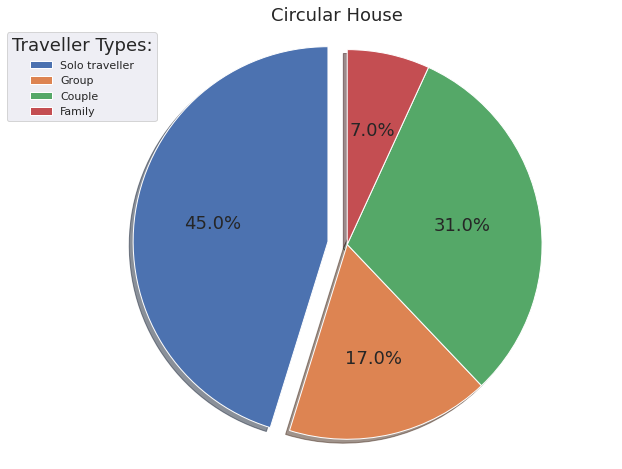 Circular House
Traveller Types:
Solo traveller
Group
Couple
Family
7.0%
45.0%
31.0%
17.0%